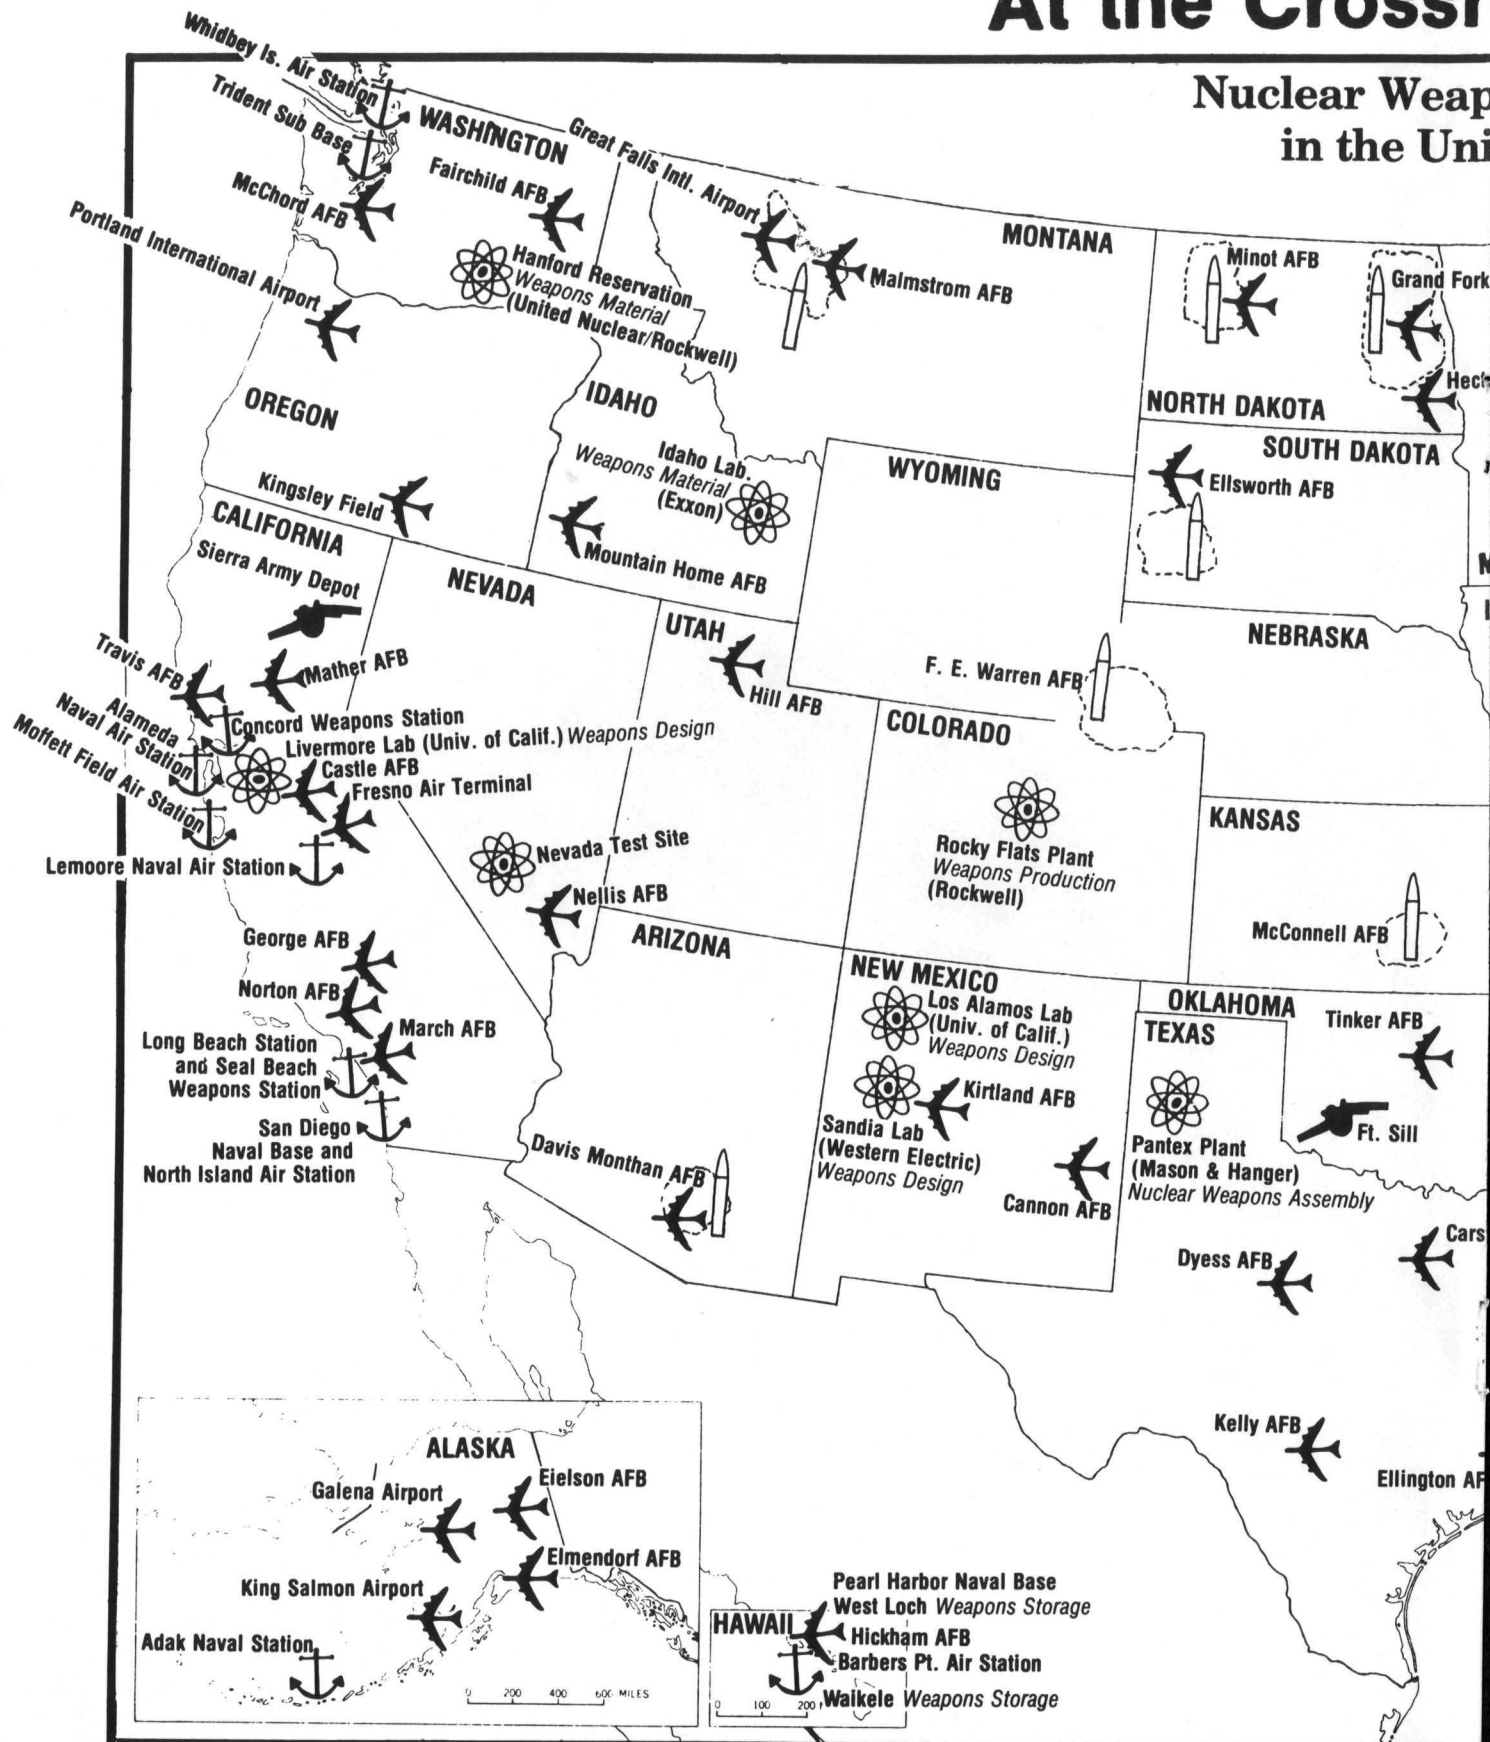 At the Cross
Nuclear Weap
in the Uni
Whidbey Is. Air Station
Trident Sub Base
WASHINGTON
McChord AFB
Fairchild AFB
Great Falls Intl. Airport
Portland International Airport
Hanford Reservation
Weapons Material
(United Nuclear/Rockwell)
MONTANA
Malmstrom AFB
Minot AFB
Grand Fork
Hect
NORTH DAKOTA
OREGON
IDAHO
Idaho Lab.
Weapons Material
(Exxon)
WYOMING
SOUTH DAKOTA
Ellsworth AFB
Kingsley Field
CALIFORNIA
Sierra Army Depot
Mountain Home AFB
NEVADA
UTAH
NEBRASKA
Travis AFB
Mather AFB
Hill AFB
F. E. Warren AFB
COLORADO
Alameda
Naval Air Station
Moffett Field Air Station
Concord Weapons Station
Livermore Lab (Univ. of Calif.) Weapons Design
Castle AFB
Fresno Air Terminal
Lemoore Naval Air Station
Nevada Test Site
Nellis AFB
Rocky Flats Plant
Weapons Production
(Rockwell)
KANSAS
McConnell AFB
George AFB
Norton AFB
March AFB
Long Beach Station
and Seal Beach
Weapons Station
San Diego
Naval Base and
North Island Air Station
ARIZONA
Davis Monthan AFB
NEW MEXICO
Los Alamos Lab
(Univ. of Calif.)
Weapons Design
Kirtland AFB
Sandia Lab
(Western Electric)
Weapons Design
Cannon AFB
OKLAHOMA
Tinker AFB
TEXAS
Ft. Sill
Pantex Plant
(Mason & Hanger)
Nuclear Weapons Assembly
Cars
Dyess AFB
Kelly AFB
Ellington AF
ALASKA
Galena Airport
Eielson AFB
Elmendorf AFB
King Salmon Airport
Adak Naval Station
0 200 400 600 MILES
HAWAII
Pearl Harbor Naval Base
West Loch Weapons Storage
Hickham AFB
Barbers Pt. Air Station
Waikele Weapons Storage
0 100 200